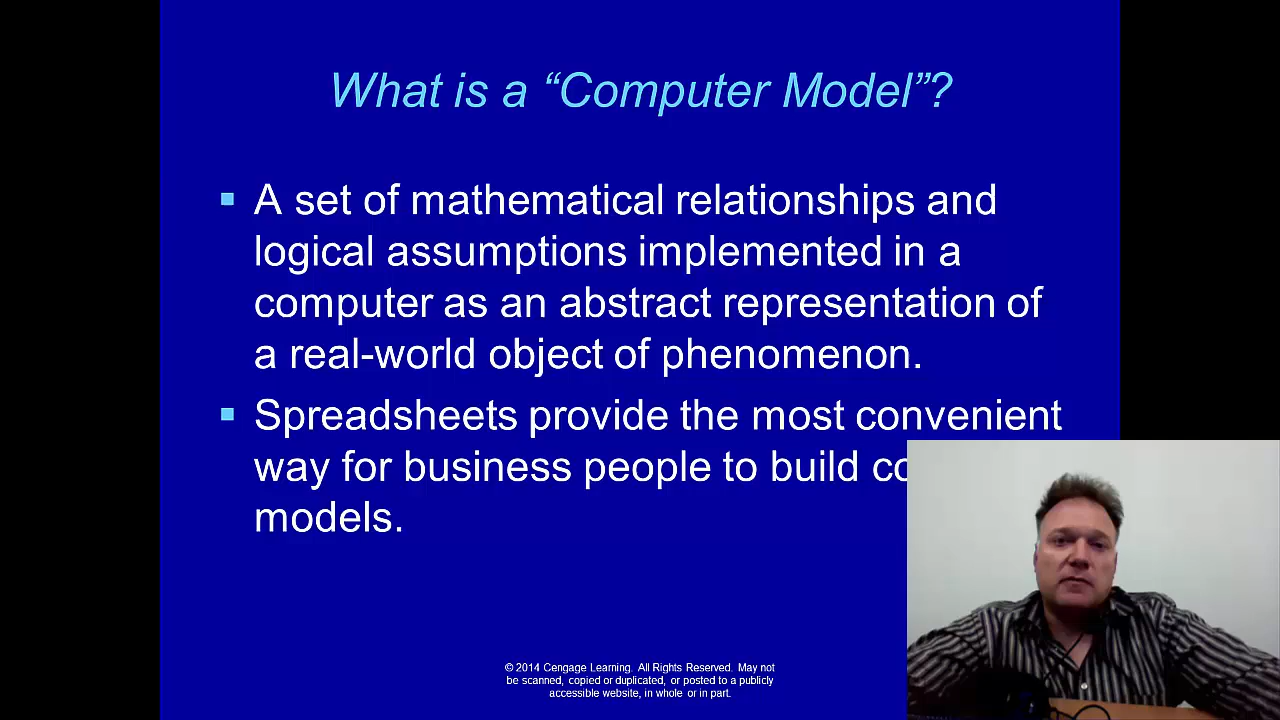 What is a “Computer Model”?
A set of mathematical relationships and
logical assumptions implemented in a
computer as an abstract representation of
a real-world object of phenomenon.
Spreadsheets provide the most convenient
way for business people to build
models.
© 2014 Cengage Learning. All Rights Reserved. May not
be scanned, copied or duplicated, or posted to a publicly
accessible website, in whole or in part.